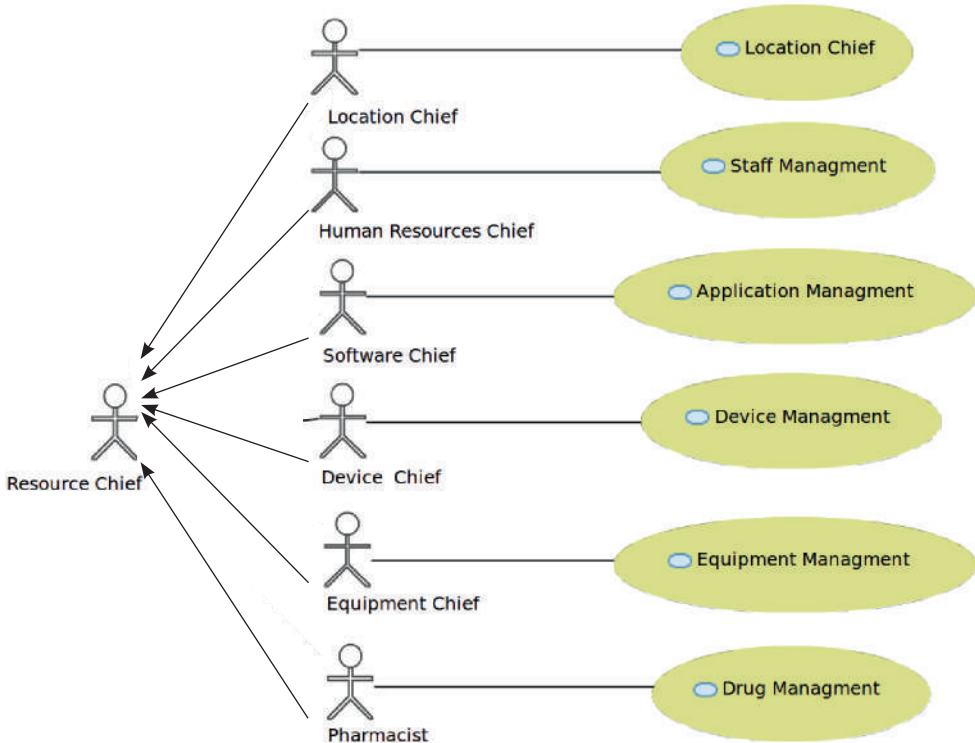 Location Chief
Location Chief
Staff Managment
Human Resources Chief
Application Managment
Software Chief
Device Managment
Device Chief
Resource Chief
Equipment Managment
Equipment Chief
Drug Managment
Pharmacist